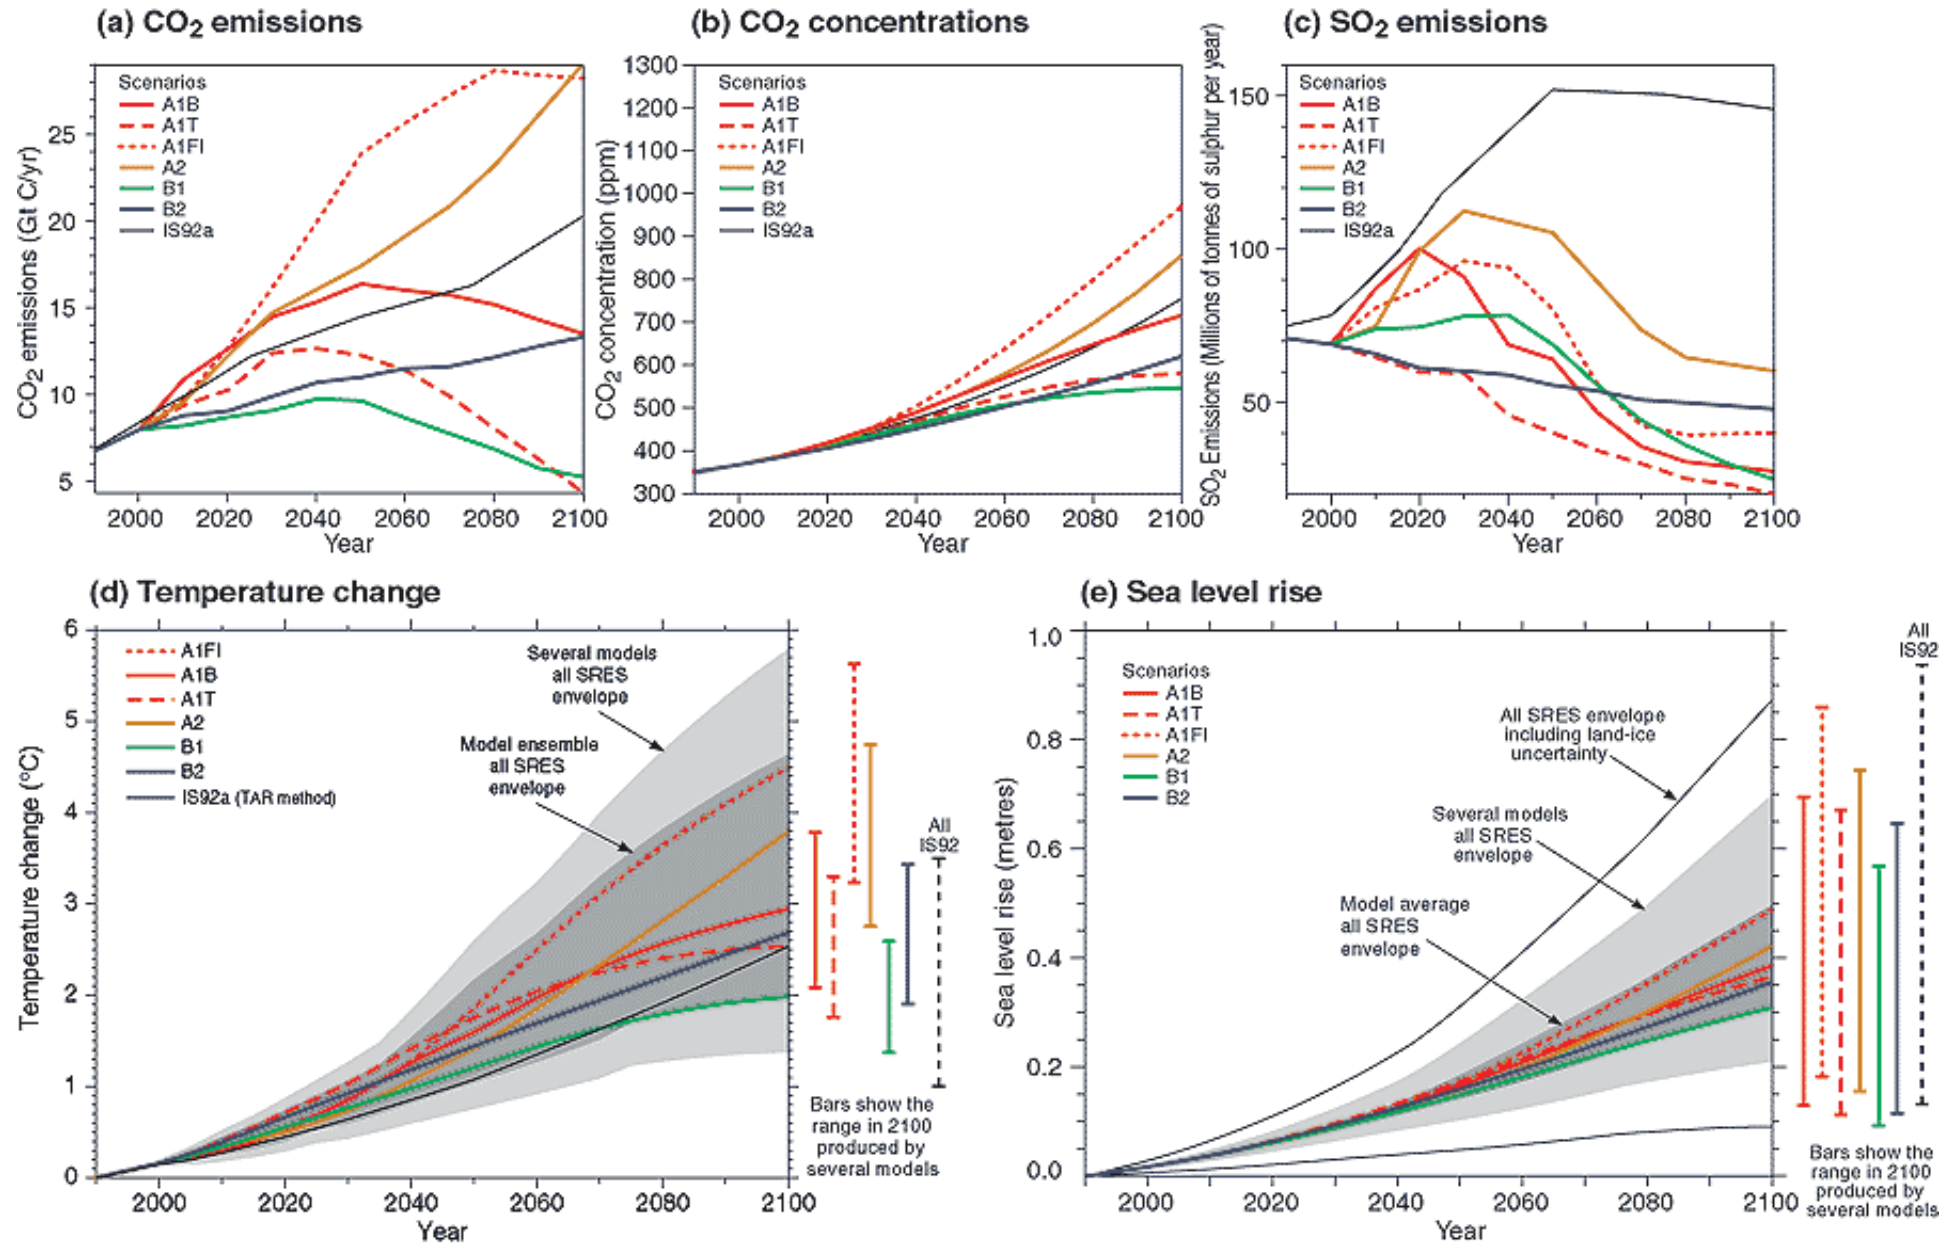 (a) CO2 emissions
CO2 emissions (Gt C/yr)
Scenarios
A1B
A1T
A1FI
A2
B1
B2
IS92a
25
20
15
10
5
2000 2020 2040 2060 2080 2100
Year
(b) CO2 concentrations
CO2 concentration (ppm)
Scenarios
A1B
A1T
A1FI
A2
B1
B2
IS92a
1300
1200
1100
1000
900
800
700
600
500
400
300
2000 2020 2040 2060 2080 2100
Year
(c) SO2 emissions
SO2 Emissions (Millions of tonnes of sulphur per year)
Scenarios
A1B
A1T
A1FI
A2
B1
B2
IS92a
150
100
50
2000 2020 2040 2060 2080 2100
Year
(d) Temperature change
Temperature change (°C)
A1FI
A1B
A1T
A2
B1
B2
IS92a (TAR method)
Several models
all SRES
envelope
Model ensemble
all SRES
envelope
6
5
4
3
2
1
0
2000 2020 2040 2060 2080 2100
Year
All
IS92
Bars show the
range in 2100
produced by
several models
(e) Sea level rise
Sea level rise (metres)
Scenarios
A1B
A1T
A1FI
A2
B1
B2
All SRES envelope
including land-ice
uncertainty
Several models
all SRES
envelope
Model average
all SRES
envelope
1.0
0.8
0.6
0.4
0.2
0.0
2000 2020 2040 2060 2080 2100
Year
All
IS92
Bars show the
range in 2100
produced by
several models